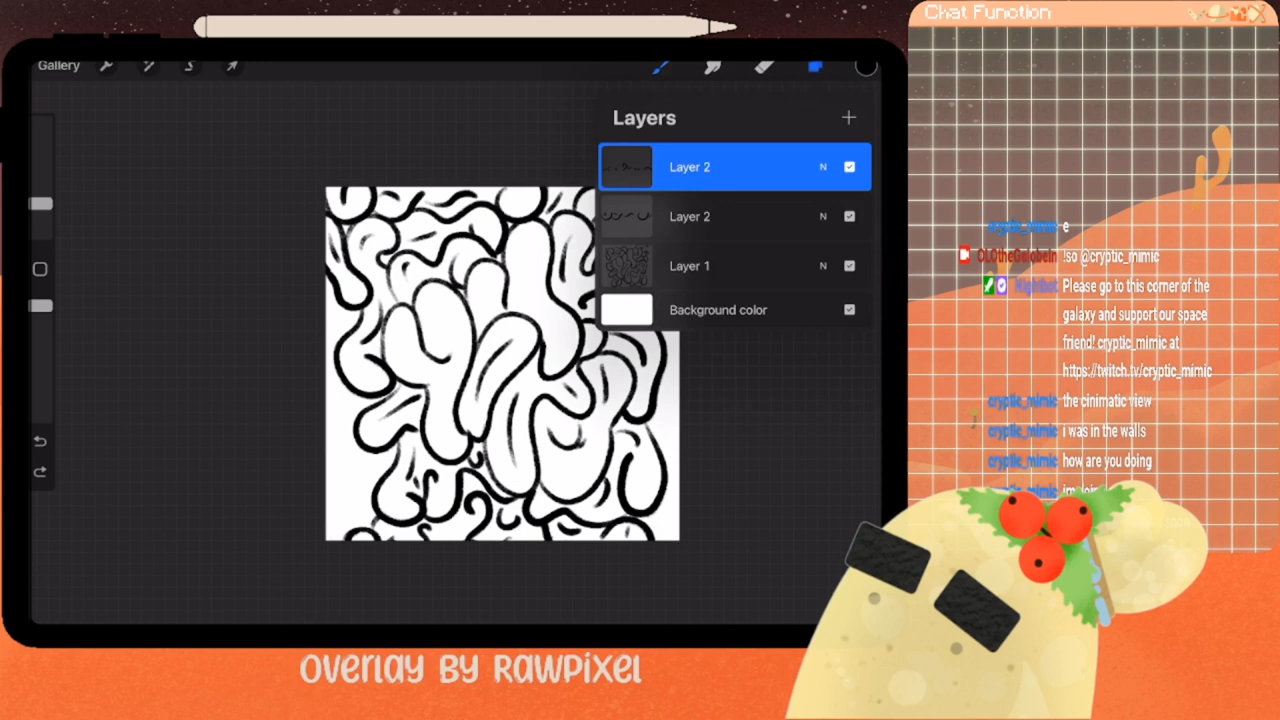 Chat Function
Gallery
Layers
Layer 2
N
Layer 2
N
Layer 1
N
Background color
cryptic_mimic e
OLOtheGolobein !so @cryptic_mimic
Nightbot Please go to this corner of the
galaxy and support our space
friend! cryptic_mimic at
https://twitch.tv/cryptic_mimic
cryptic_mimic the cinimatic view
cryptic_mimic i was in the walls
cryptic_mimic how are you doing
Overlay by Rawpixel